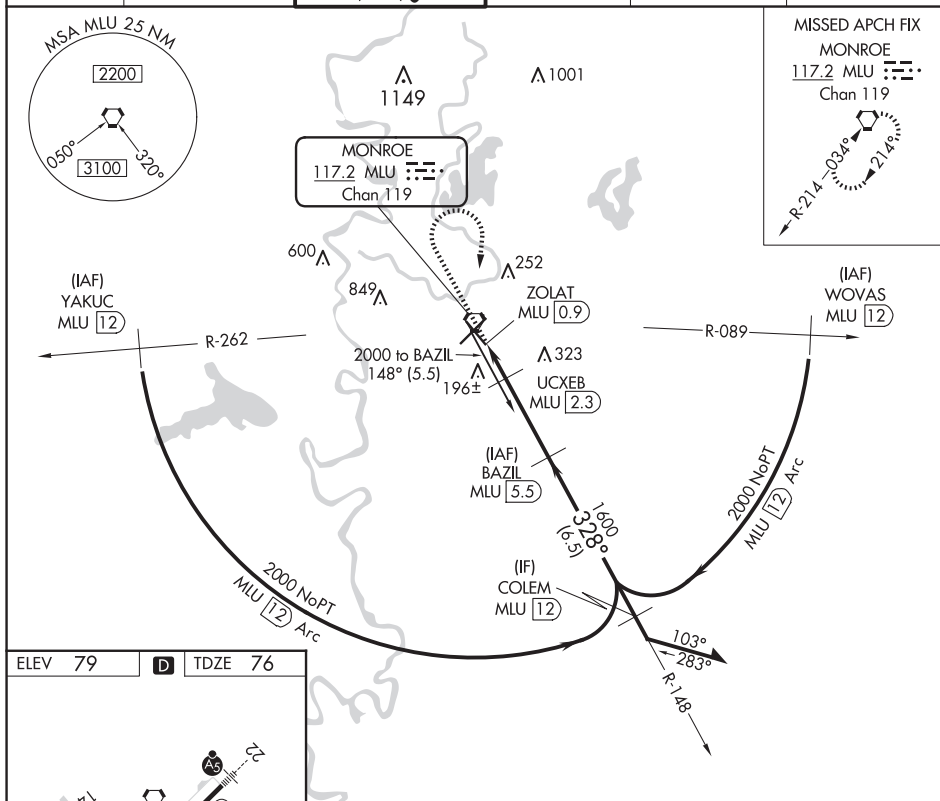 MSA MLU 25 NM
2200
050°
320°
3100
1149
1001
MISSED APCH FIX
MONROE
117.2 MLU
Chan 119
R-214
034°
214°
MONROE
117.2 MLU
Chan 119
600
849
252
(IAF)
YAKUC
MLU 12
R-262
ZOLAT
MLU 0.9
(IAF)
WOVAS
MLU 12
R-089
2000 to BAZIL
148° (5.5)
196±
323
UCXEB
MLU 2.3
(IAF)
BAZIL
MLU 5.5
1600
328°
(6.5)
2000 NoPT
MLU 12 Arc
2000 NoPT
MLU 12 Arc
(IF)
COLEM
MLU 12
103°
283°
R-148
ELEV 79
D
TDZE 76
A5
22
14